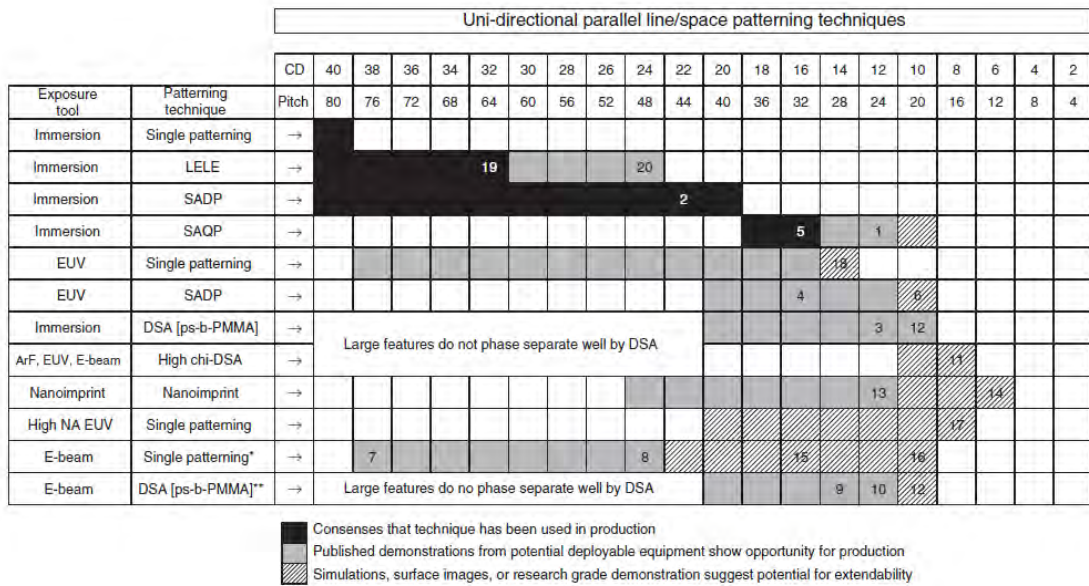 Uni-directional parallel line/space patterning techniques
CD 40 38 36 34 32 30 28 26 24 22 20 18 16 14 12 10 8 6 4 2
Exposure tool Patterning technique Pitch 80 76 72 68 64 60 56 52 48 44 40 36 32 28 24 20 16 12 8 4
Immersion Single patterning →
Immersion LELE → 19 20
Immersion SADP → 2
Immersion SAQP → 5 1
EUV Single patterning → 18
EUV SADP → 4 6
Immersion DSA [ps-b-PMMA] → 3 12
Large features do not phase separate well by DSA
ArF, EUV, E-beam High chi-DSA → 11
Nanoimprint Nanoimprint → 13 14
High NA EUV Single patterning → 17
E-beam Single patterning* → 7 8 15 16
E-beam DSA [ps-b-PMMA]** → Large features do no phase separate well by DSA 9 10 12
Consenses that technique has been used in production
Published demonstrations from potential deployable equipment show opportunity for production
Simulations, surface images, or research grade demonstration suggest potential for extendability